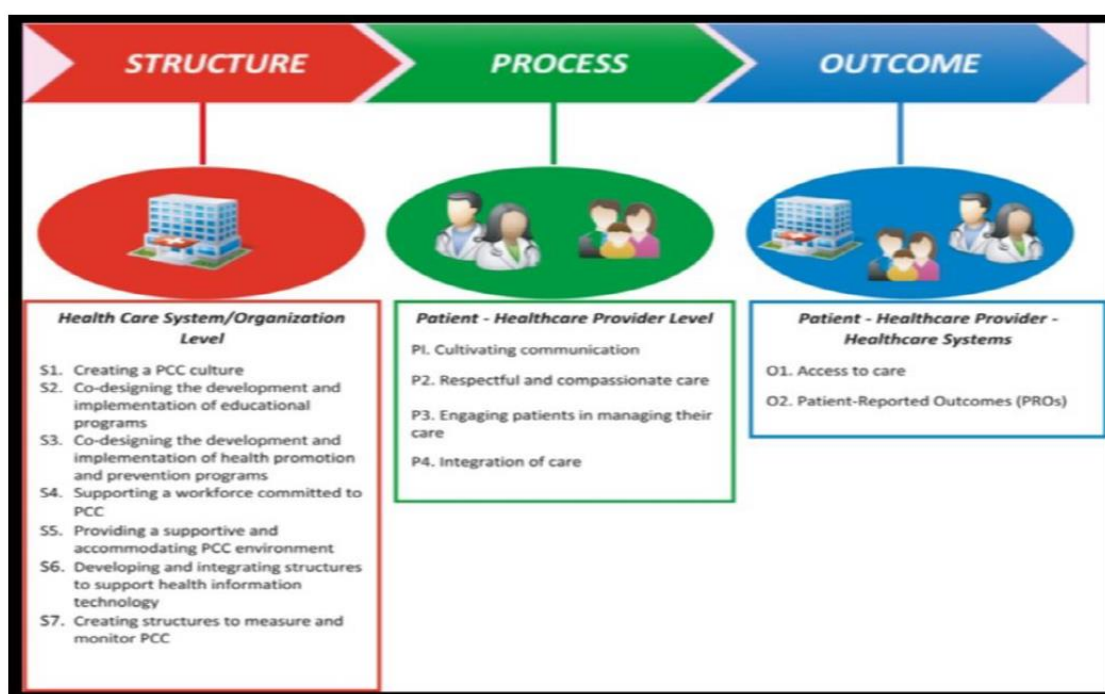 STRUCTURE
PROCESS
OUTCOME
Health Care System/Organization
Level
S1. Creating a PCC culture
S2. Co-designing the development and
implementation of educational
programs
S3. Co-designing the development and
implementation of health promotion
and prevention programs
S4. Supporting a workforce committed to
PCC
S5. Providing a supportive and
accommodating PCC environment
S6. Developing and integrating structures
to support health information
technology
S7. Creating structures to measure and
monitor PCC
Patient - Healthcare Provider Level
PI. Cultivating communication
P2. Respectful and compassionate care
P3. Engaging patients in managing their
care
P4. Integration of care
Patient - Healthcare Provider -
Healthcare Systems
O1. Access to care
O2. Patient-Reported Outcomes (PROs)